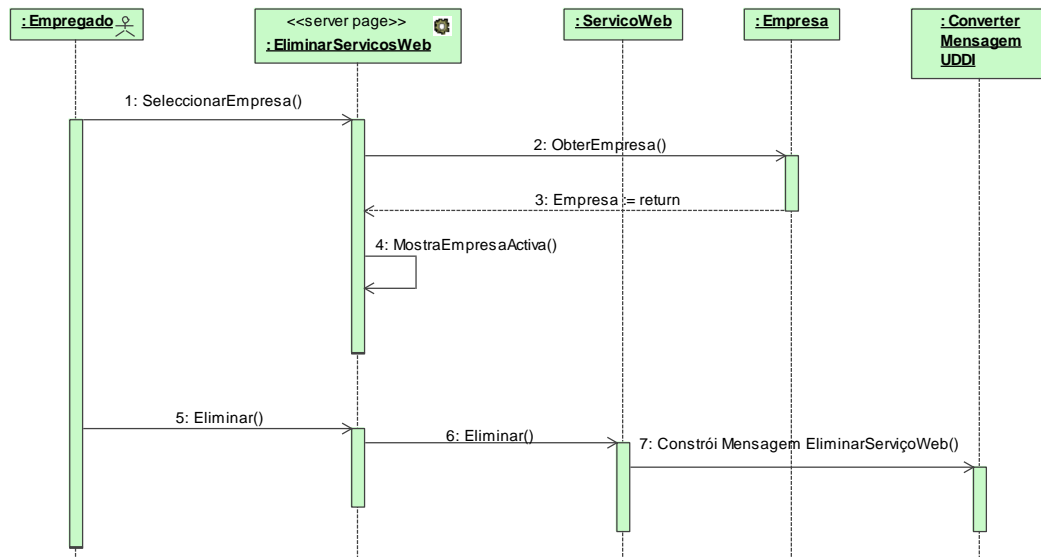 : Empregado
<<server page>>
: EliminarServicosWeb
: ServicoWeb
: Empresa
: Converter
Mensagem
UDDI
1: SeleccionarEmpresa()
2: ObterEmpresa()
3: Empresa := return
4: MostraEmpresaActiva()
5: Eliminar()
6: Eliminar()
7: Constrói Mensagem EliminarServiçoWeb()